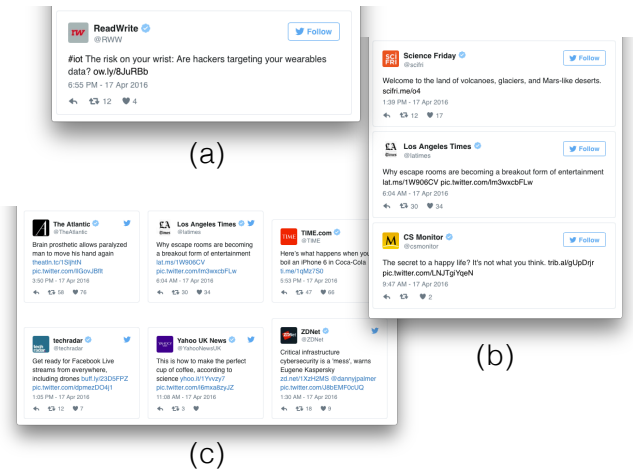 ReadWrite
@RWW
Follow
#iot The risk on your wrist: Are hackers targeting your wearables
data? ow.ly/8JuRBb
6:55 PM - 17 Apr 2016
12 4
(a)
SCI
FRI
Science Friday
@scifri
Follow
Welcome to the land of volcanoes, glaciers, and Mars-like deserts.
scifri.me/o4
1:39 PM - 17 Apr 2016
12 17
Los Angeles Times
@latimes
Follow
Why escape rooms are becoming a breakout form of entertainment
lat.ms/1W906CV pic.twitter.com/lm3wxcbFLw
6:04 AM - 17 Apr 2016
30 34
M
CS Monitor
@csmonitor
Follow
The secret to a happy life? It's not what you think. trib.al/gUpDrjr
pic.twitter.com/LNJTgiYqeN
9:47 AM - 17 Apr 2016
2
(b)
A
The Atlantic
@TheAtlantic
Brain prosthetic allows paralyzed
man to move his hand again
theatln.tc/1SijhtN
pic.twitter.com/IIGovJBflt
3:50 PM - 17 Apr 2016
58 76
Los Angeles Times
@latimes
Why escape rooms are becoming
a breakout form of entertainment
lat.ms/1W906CV
pic.twitter.com/lm3wxcbFLw
6:04 AM - 17 Apr 2016
30 34
TIME
TIME.com
@TIME
Here's what happens when you
boil an iPhone 6 in Coca-Cola
ti.me/1qMz7S0
5:53 PM - 17 Apr 2016
47 66
techradar
@techradar
Get ready for Facebook Live
streams from everywhere,
including drones buff.ly/23D5FPZ
pic.twitter.com/dpmezDO4j1
1:05 PM - 17 Apr 2016
12 7
Yahoo UK News
@YahooNewsUK
This is how to make the perfect
cup of coffee, according to
science yhoo.it/1Yvvzy7
pic.twitter.com/i6mxa8zyJZ
11:08 AM - 17 Apr 2016
3
ZDNet
@ZDNet
Critical infrastructure
cybersecurity is a 'mess', warns
Eugene Kaspersky
zd.net/1XzH2MS @dannyjpalmer
pic.twitter.com/U8bEMF0cUQ
1:30 AM - 17 Apr 2016
18 9
(c)